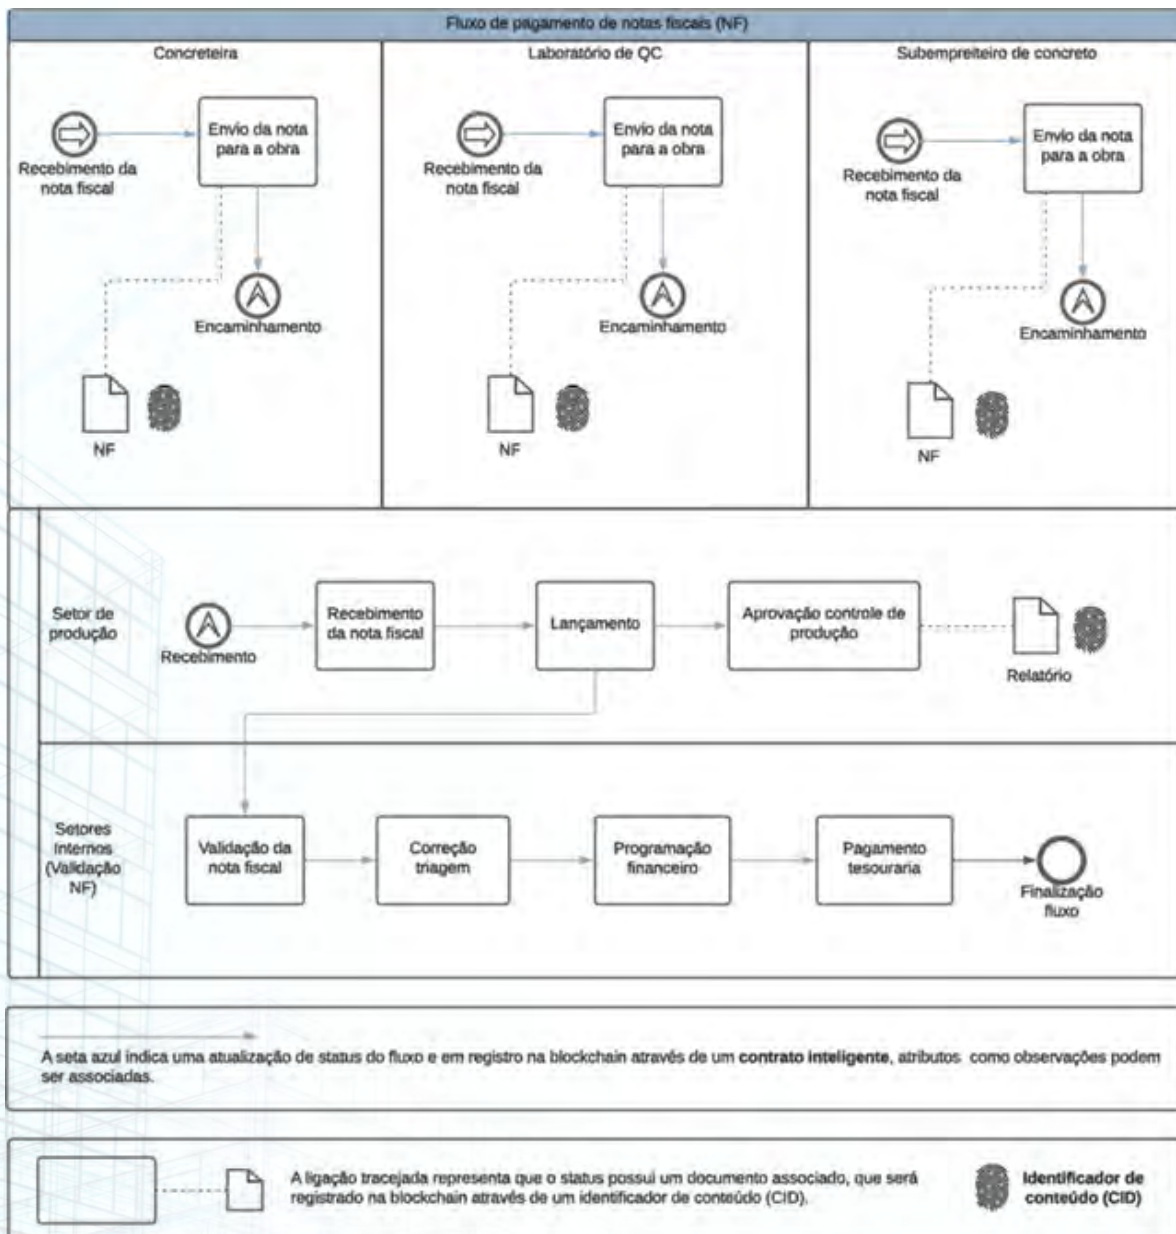 Fluxo de pagamento de notas fiscais (NF)
Concreteira
Laboratório de QC
Subempreiteiro de concreto
Envio da nota
para a obra
Recebimento da
nota fiscal
Encaminhamento
NF
Envio da nota
para a obra
Recebimento da
nota fiscal
Encaminhamento
NF
Envio da nota
para a obra
Recebimento da
nota fiscal
Encaminhamento
NF
Setor de
produção
Recebimento
Recebimento
da nota fiscal
Lançamento
Aprovação controle de
produção
Relatório
Setores
Internos
(Validação
NF)
Validação da
nota fiscal
Correção
triagem
Programação
financeiro
Pagamento
tesouraria
Finalização
fluxo
A seta azul indica uma atualização de status do fluxo e em registro na blockchain através de um contrato inteligente, atributos como observações podem
ser associadas.
A ligação tracejada representa que o status possui um documento associado, que será
registrado na blockchain através de um identificador de conteúdo (CID).
Identificador de
conteúdo (CID)